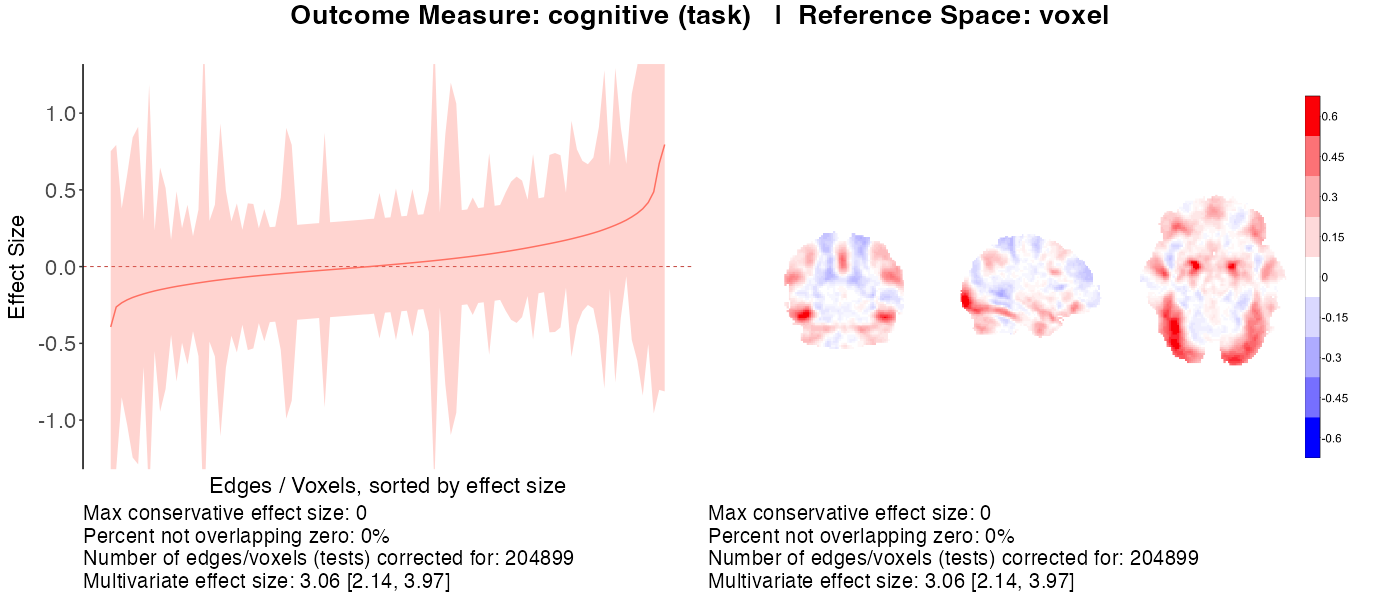 Outcome Measure: cognitive (task) | Reference Space: voxel
Effect Size
1.0
0.5
0.0
-0.5
-1.0
Edges / Voxels, sorted by effect size
Max conservative effect size: 0
Percent not overlapping zero: 0%
Number of edges/voxels (tests) corrected for: 204899
Multivariate effect size: 3.06 [2.14, 3.97]
0.6
0.45
0.3
0.15
0
-0.15
-0.3
-0.45
-0.6
Max conservative effect size: 0
Percent not overlapping zero: 0%
Number of edges/voxels (tests) corrected for: 204899
Multivariate effect size: 3.06 [2.14, 3.97]